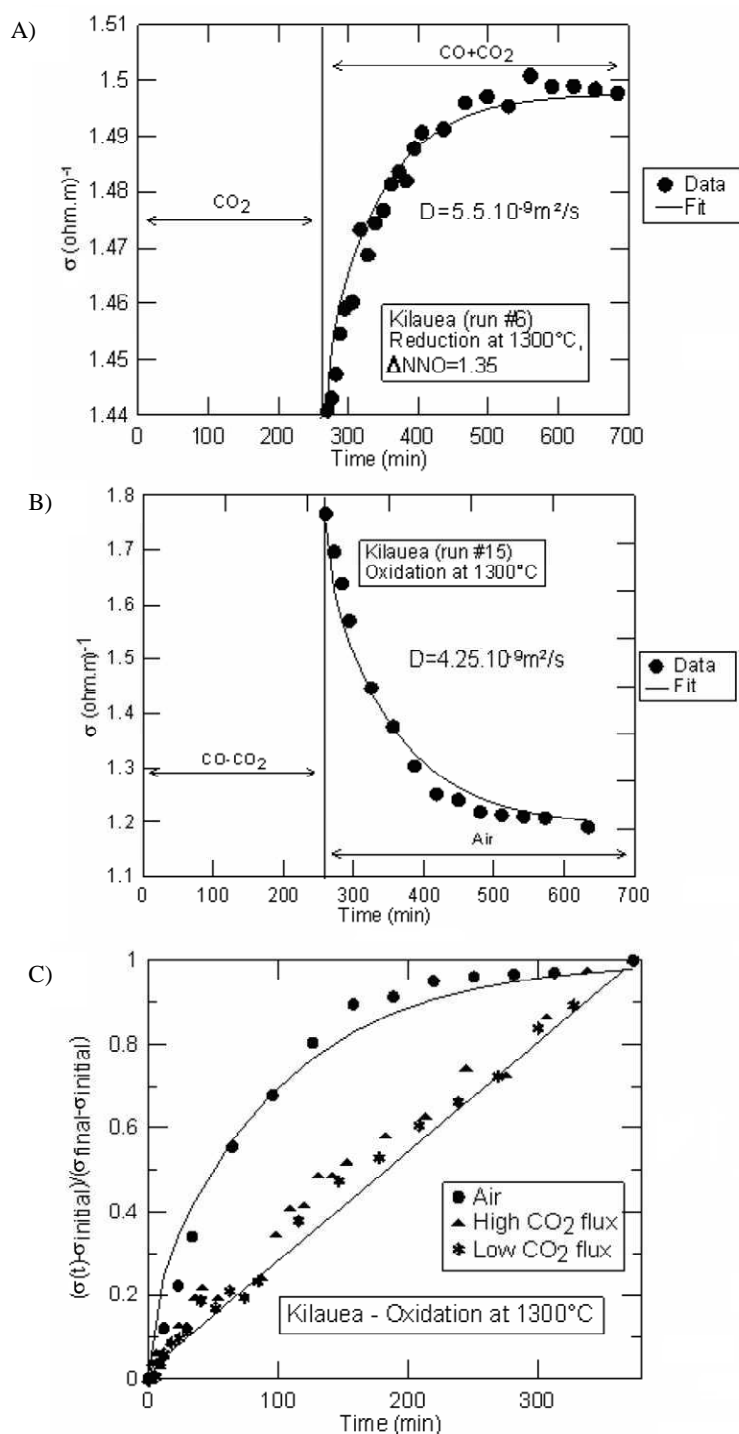 A)
1.51
1.5
1.49
1.48
1.47
1.46
1.45
1.44
σ (ohm.m)⁻¹
CO+CO₂
CO₂
D=5.5.10⁻⁹m²/s
Data
Fit
Kilauea (run #6)
Reduction at 1300°C,
ΔNNO=1.35
0 100 200 300 400 500 600 700
Time (min)
B)
1.8
1.7
1.6
1.5
1.4
1.3
1.2
1.1
σ (ohm.m)⁻¹
Kilauea (run #15)
Oxidation at 1300°C
D=4.25.10⁻⁹m²/s
Data
Fit
CO-CO₂
Air
0 100 200 300 400 500 600 700
Time (min)
C)
1
0.8
0.6
0.4
0.2
0
(σ(t)-σinitial)/(σfinal-σinitial)
Air
High CO₂ flux
Low CO₂ flux
Kilauea - Oxidation at 1300°C
0 100 200 300
Time (min)